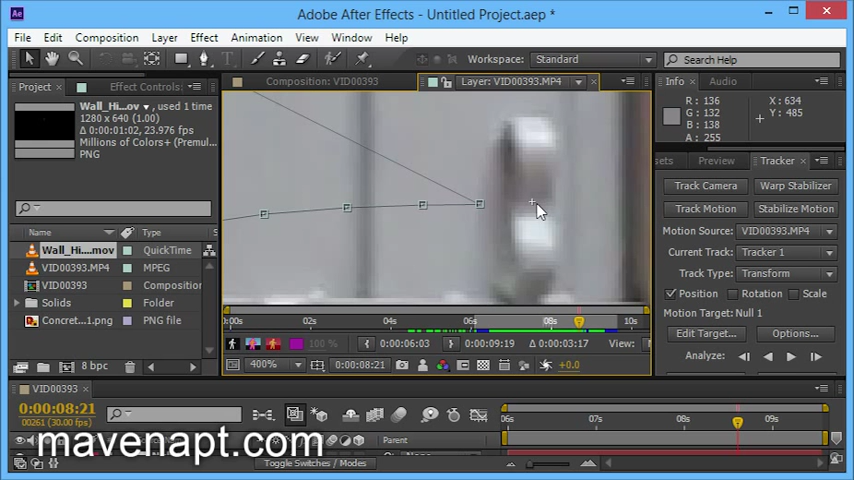 Adobe After Effects - Untitled Project.aep *
File Edit Composition Layer Effect Animation View Window Help
Workspace: Standard Search Help
Project Effect Controls: Composition: VID00393 Layer: VID00393.MP4 Info Audio
Wall_Hi....ov, used 1 time
1280 x 640 (1.00)
Δ 0:00:01:02, 23.976 fps
Millions of Colors+ (Premul...
PNG
R: 136 X: 634
G: 132 Y: 485
B: 138
A: 255
sets Preview Tracker
Track Camera Warp Stabilizer
Track Motion Stabilize Motion
Motion Source: VID00393.MP4
Current Track: Tracker 1
Track Type: Transform
Position Rotation Scale
Motion Target: Null 1
Edit Target... Options...
Analyze:
Name Type
Wall_Hi....mov QuickTime
VID00393.MP4 MPEG
VID00393 Composition
Solids Folder
Concret...1.png PNG file
8 bpc
0:00s 02s 04s 06s 08s 10s
100 % 0:00:06:03 0:00:09:19 Δ 0:00:03:17 View:
400% 0:00:08:21 +0.0
VID00393
0:00:08:21
00261 (30.00 fps)
06s 07s 08s 09s
Parent
mavenapt.com
Toggle Switches / Modes